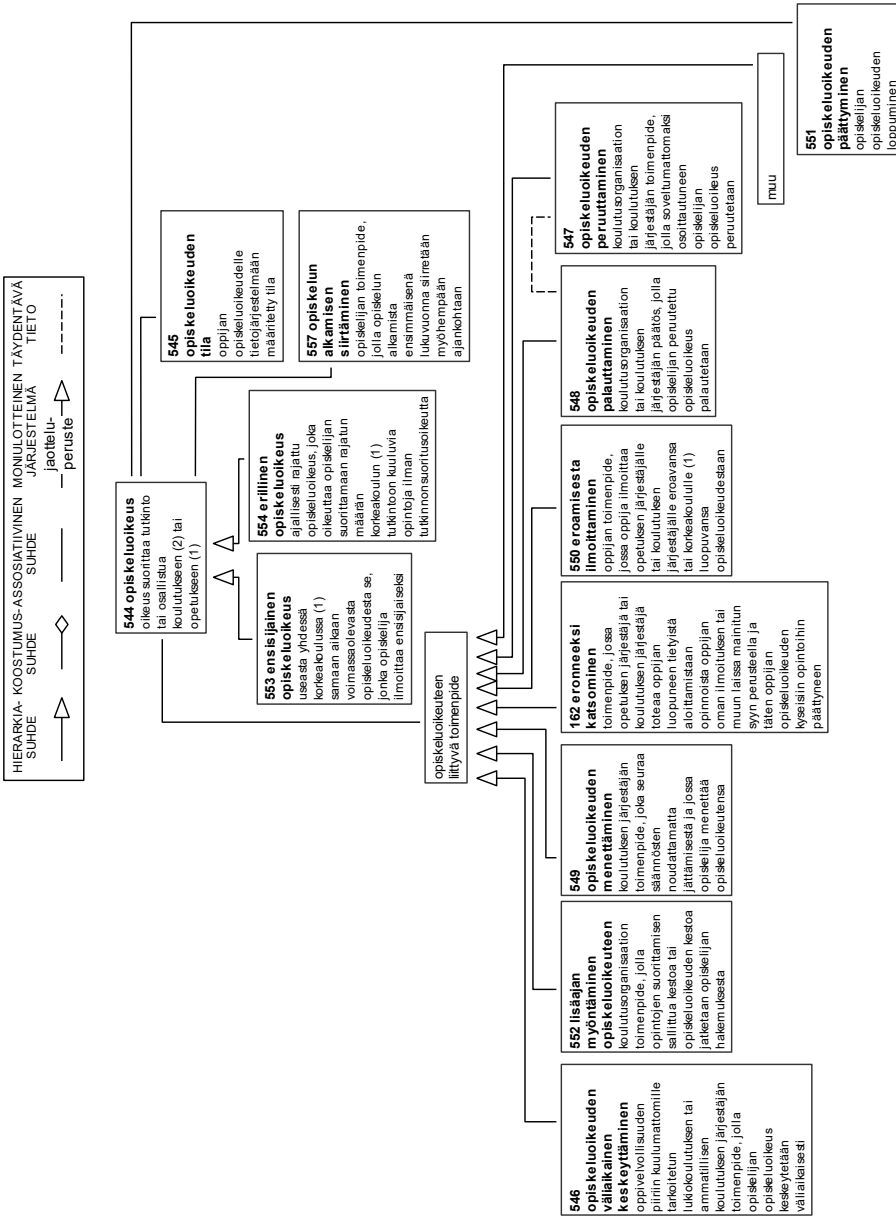 HIERARKIA-
SUHDE
KOOSTUMUS-
SUHDE
ASSOSIATIIVINEN
SUHDE
MONIULOTTEINEN
JÄRJESTELMÄ
jaottelu-
peruste
TÄYDENTÄVÄ
TIETO
544 opiskeluoikeus
oikeus suorittaa tutkinto
tai osallistua
koulutukseen (2) tai
opetukseen (1)
545
opiskeluoikeuden
tila
oppijan
opiskeluoikeudelle
tietojärjestelmään
määritetty tila
557 opiskelun
alkamisen
siirtäminen
opiskelijan toimenpide,
jolla opiskelun
alkamista
ensimmäisenä
lukuvuonna siirretään
myöhempään
ajankohtaan
553 ensisijainen
opiskeluoikeus
useasta yhdessä
korkeakoulussa (1)
samaan aikaan
voimassaolevasta
opiskeluoikeudesta se,
jonka opiskelija
ilmoittaa ensisijaiseksi
554 erillinen
opiskeluoikeus
ajallisesti rajattu
opiskeluoikeus, joka
oikeuttaa opiskelijan
suorittamaan rajatun
määrän
korkeakoulun (1)
tutkintoon kuuluvia
opintoja ilman
tutkinnonsuoritusoikeutta
opiskeluoikeuteen
liittyvä toimenpide
546
opiskeluoikeuden
väliaikainen
keskeyttäminen
oppivelvollisuuden
piiriin kuulumattomille
tarkoitetun
lukiokoulutuksen tai
ammatillisen
koulutuksen järjestäjän
toimenpide, jolla
opiskelijan
opiskeluoikeus
keskeytetään
väliaikaisesti
552 lisäajan
myöntäminen
opiskeluoikeuteen
koulutusorganisaation
toimenpide, jolla
opintojen suorittamisen
sallittua kestoa tai
opiskeluoikeuden kestoa
jatketaan opiskelijan
hakemuksesta
549
opiskeluoikeuden
menettäminen
koulutuksen järjestäjän
toimenpide, joka seuraa
säännösten
noudattamatta
jättämisestä ja jossa
opiskelija menettää
opiskeluoikeutensa
162 eronneeksi
katsominen
toimenpide, jossa
opetuksen järjestäjä tai
koulutuksen järjestäjä
toteaa oppijan
luopuneen tietyistä
aloittamistaan
opinnoista oppijan
oman ilmoituksen tai
muun laissa mainitun
syyn perusteella ja
täten oppijan
opiskeluoikeuden
kyseisiin opintoihin
päättyneen
550 eroamisesta
ilmoittaminen
oppijan toimenpide,
jossa oppija ilmoittaa
opetuksen järjestäjälle
tai koulutuksen
järjestäjälle eroavansa
tai korkeakoululle (1)
luopuvansa
opiskeluoikeudestaan
548
opiskeluoikeuden
palauttaminen
koulutusorganisaation
tai koulutuksen
järjestäjän päätös, jolla
opiskelijan peruutettu
opiskeluoikeus
palautetaan
547
opiskeluoikeuden
peruuttaminen
koulutusorganisaation
tai koulutuksen
järjestäjän toimenpide,
jolla soveltumattomaksi
osoittautuneen
opiskelijan
opiskeluoikeus
peruutetaan
muu
551
opiskeluoikeuden
päättyminen
opiskelijan
opiskeluoikeuden
loppuminen